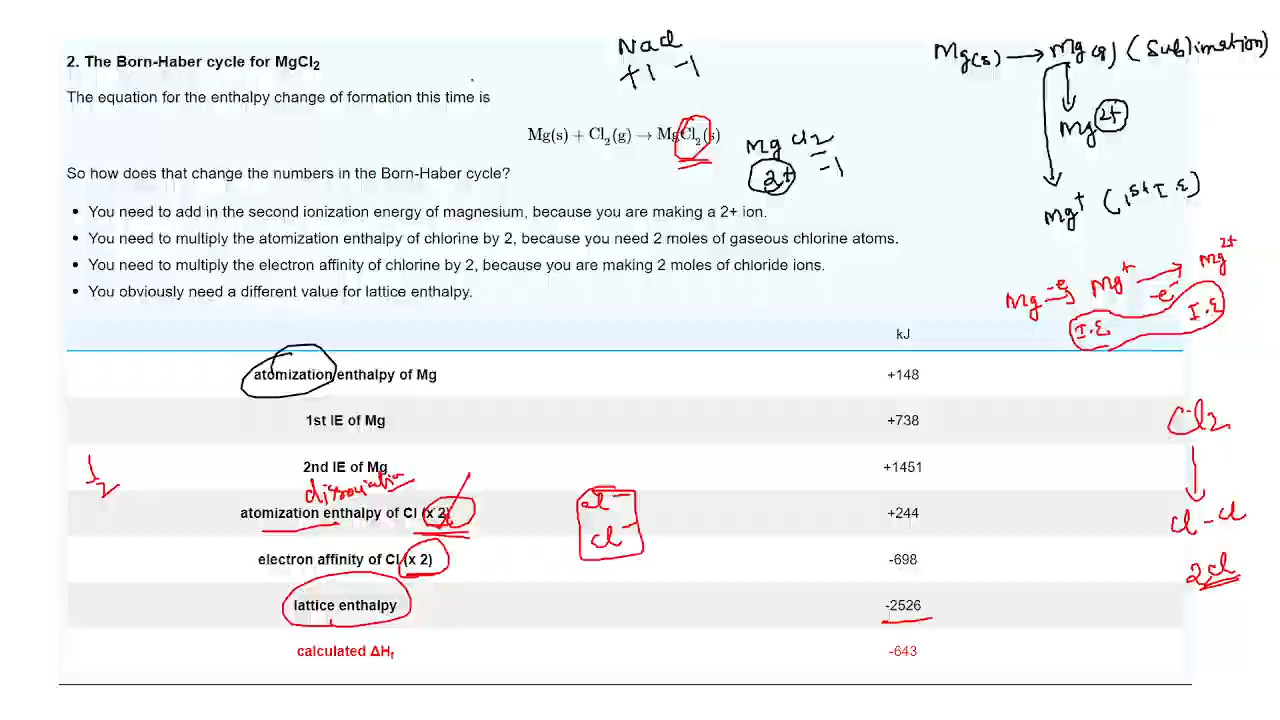 NaCl
+1 -1
Mg(s) → Mg(g) (Sublimation)
2. The Born-Haber cycle for MgCl2
The equation for the enthalpy change of formation this time is
Mg(s) + Cl2(g) → MgCl2(s)
Mg2+
MgCl2
2+ -1
So how does that change the numbers in the Born-Haber cycle?
Mg+ (1st I.E)
• You need to add in the second ionization energy of magnesium, because you are making a 2+ ion.
• You need to multiply the atomization enthalpy of chlorine by 2, because you need 2 moles of gaseous chlorine atoms.
• You need to multiply the electron affinity of chlorine by 2, because you are making 2 moles of chloride ions.
• You obviously need a different value for lattice enthalpy.
Mg -e → Mg+ → Mg2+
-e-
I.E I.E
kJ
atomization enthalpy of Mg +148
1st IE of Mg +738
2nd IE of Mg +1451
dissociation
1/2
atomization enthalpy of Cl (x 2) +244
electron affinity of Cl (x 2) -698
lattice enthalpy -2526
calculated ΔHf -643
Cl-
Cl-
Cl2
Cl-Cl
2Cl